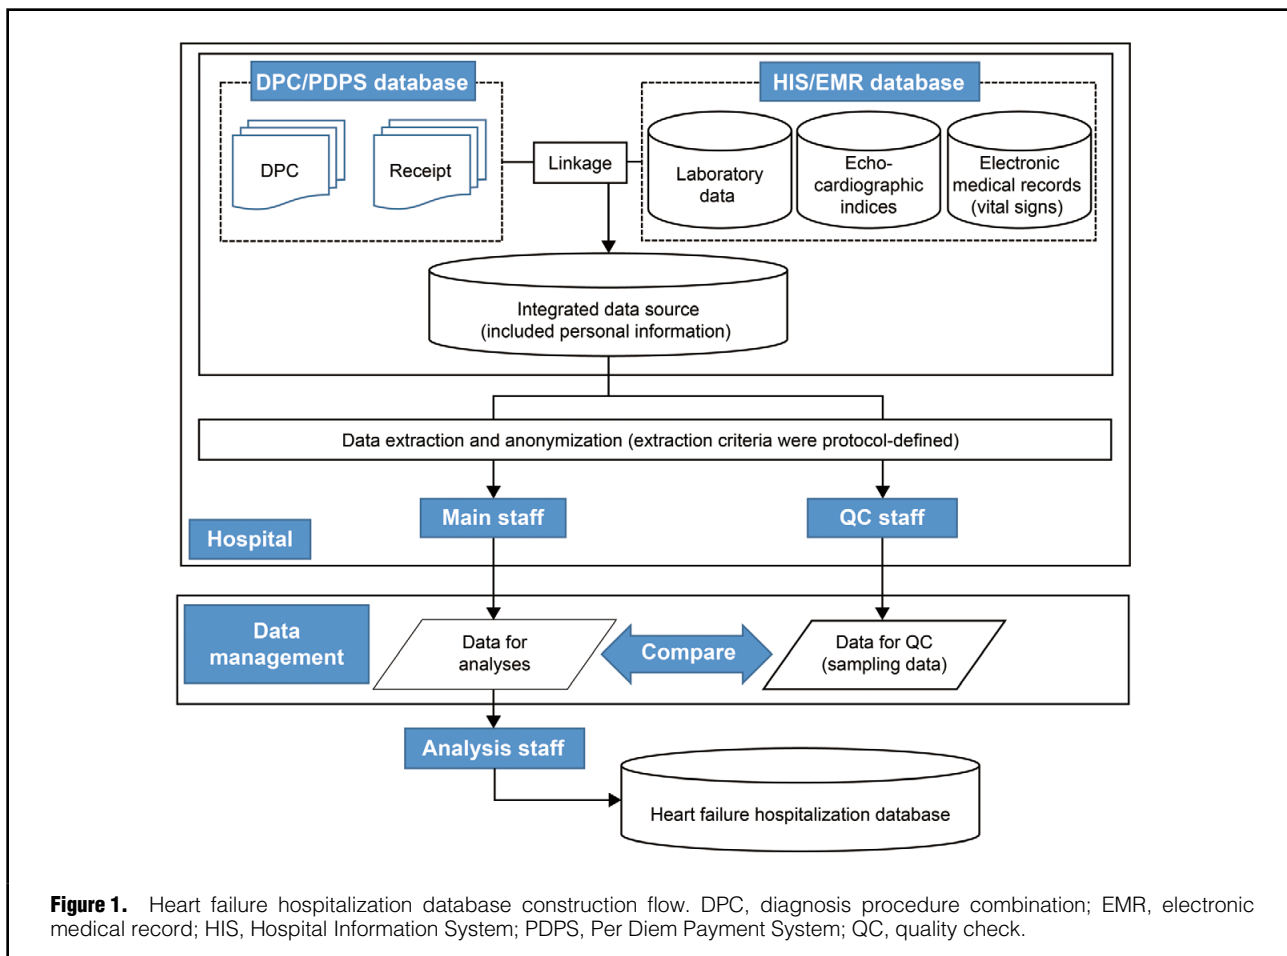 DPC/PDPS database
HIS/EMR database
DPC
Receipt
Linkage
Laboratory
data
Echo-
cardiographic
indices
Electronic
medical records
(vital signs)
Integrated data source
(included personal information)
Data extraction and anonymization (extraction criteria were protocol-defined)
Main staff
QC staff
Hospital
Data
management
Data for
analyses
Compare
Data for QC
(sampling data)
Analysis staff
Heart failure hospitalization database
Figure 1. Heart failure hospitalization database construction flow. DPC, diagnosis procedure combination; EMR, electronic
medical record; HIS, Hospital Information System; PDPS, Per Diem Payment System; QC, quality check.